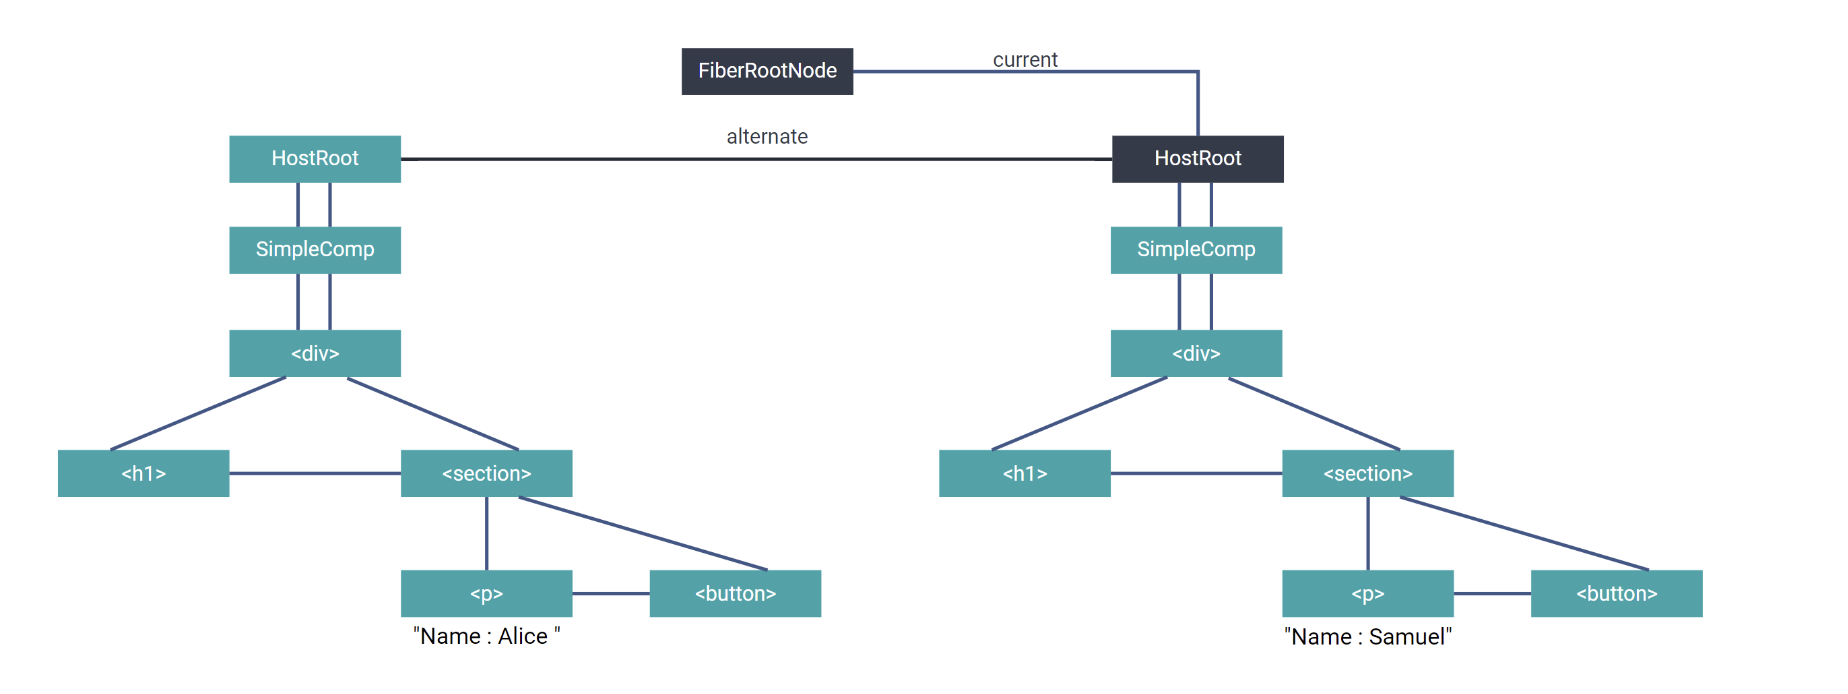 FiberRootNode
current
HostRoot
alternate
HostRoot
SimpleComp
SimpleComp
<div>
<div>
<h1>
<section>
<h1>
<section>
<p>
<button>
<p>
<button>
"Name : Alice "
"Name : Samuel"